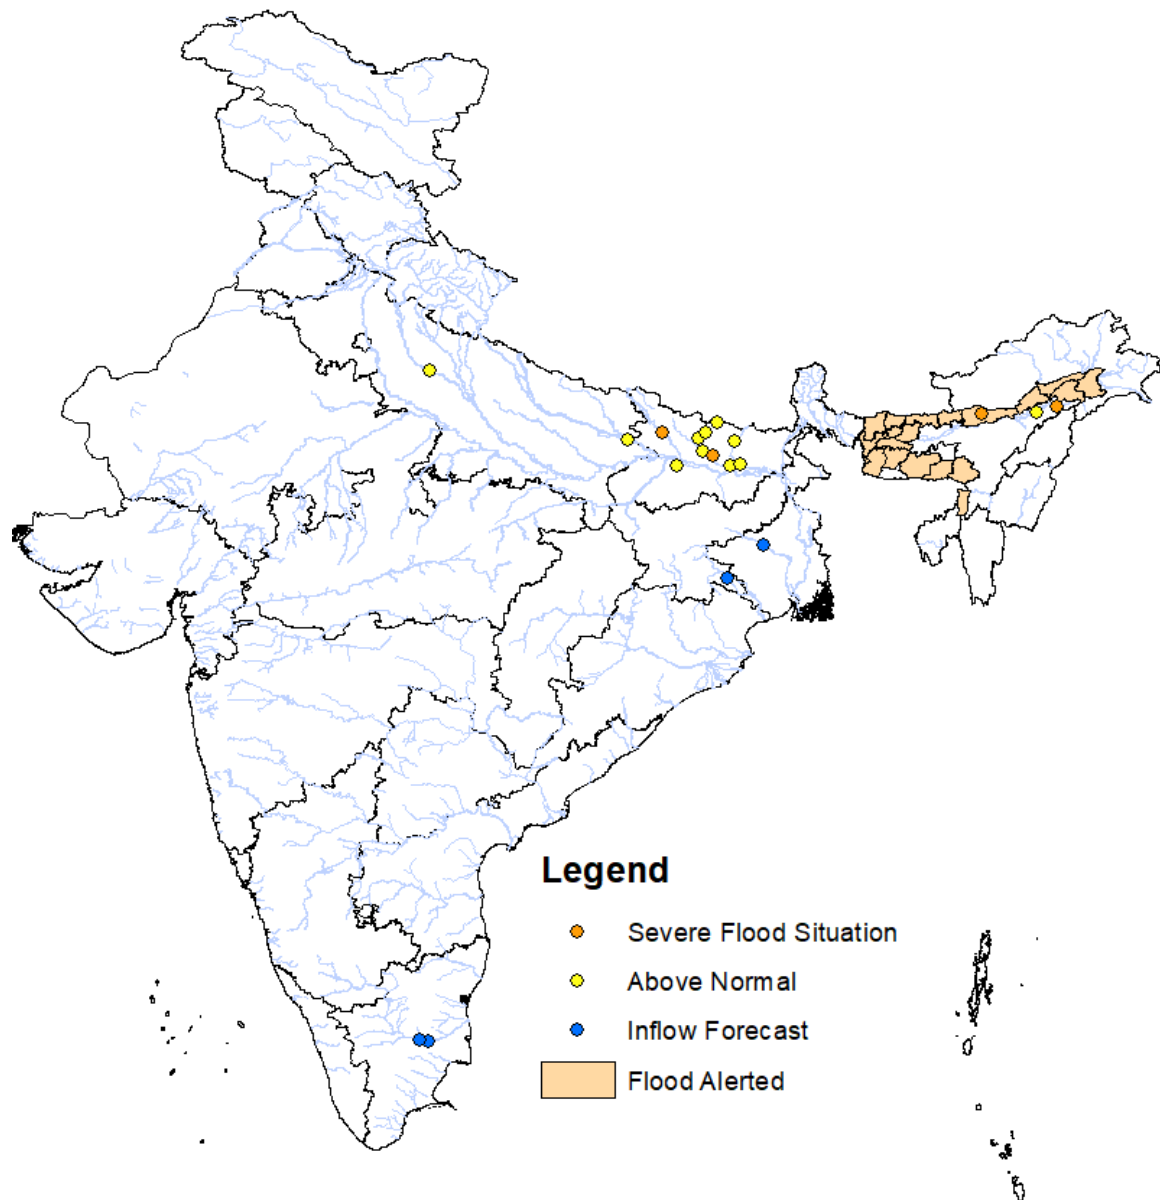 Legend
Severe Flood Situation
Above Normal
Inflow Forecast
Flood Alerted